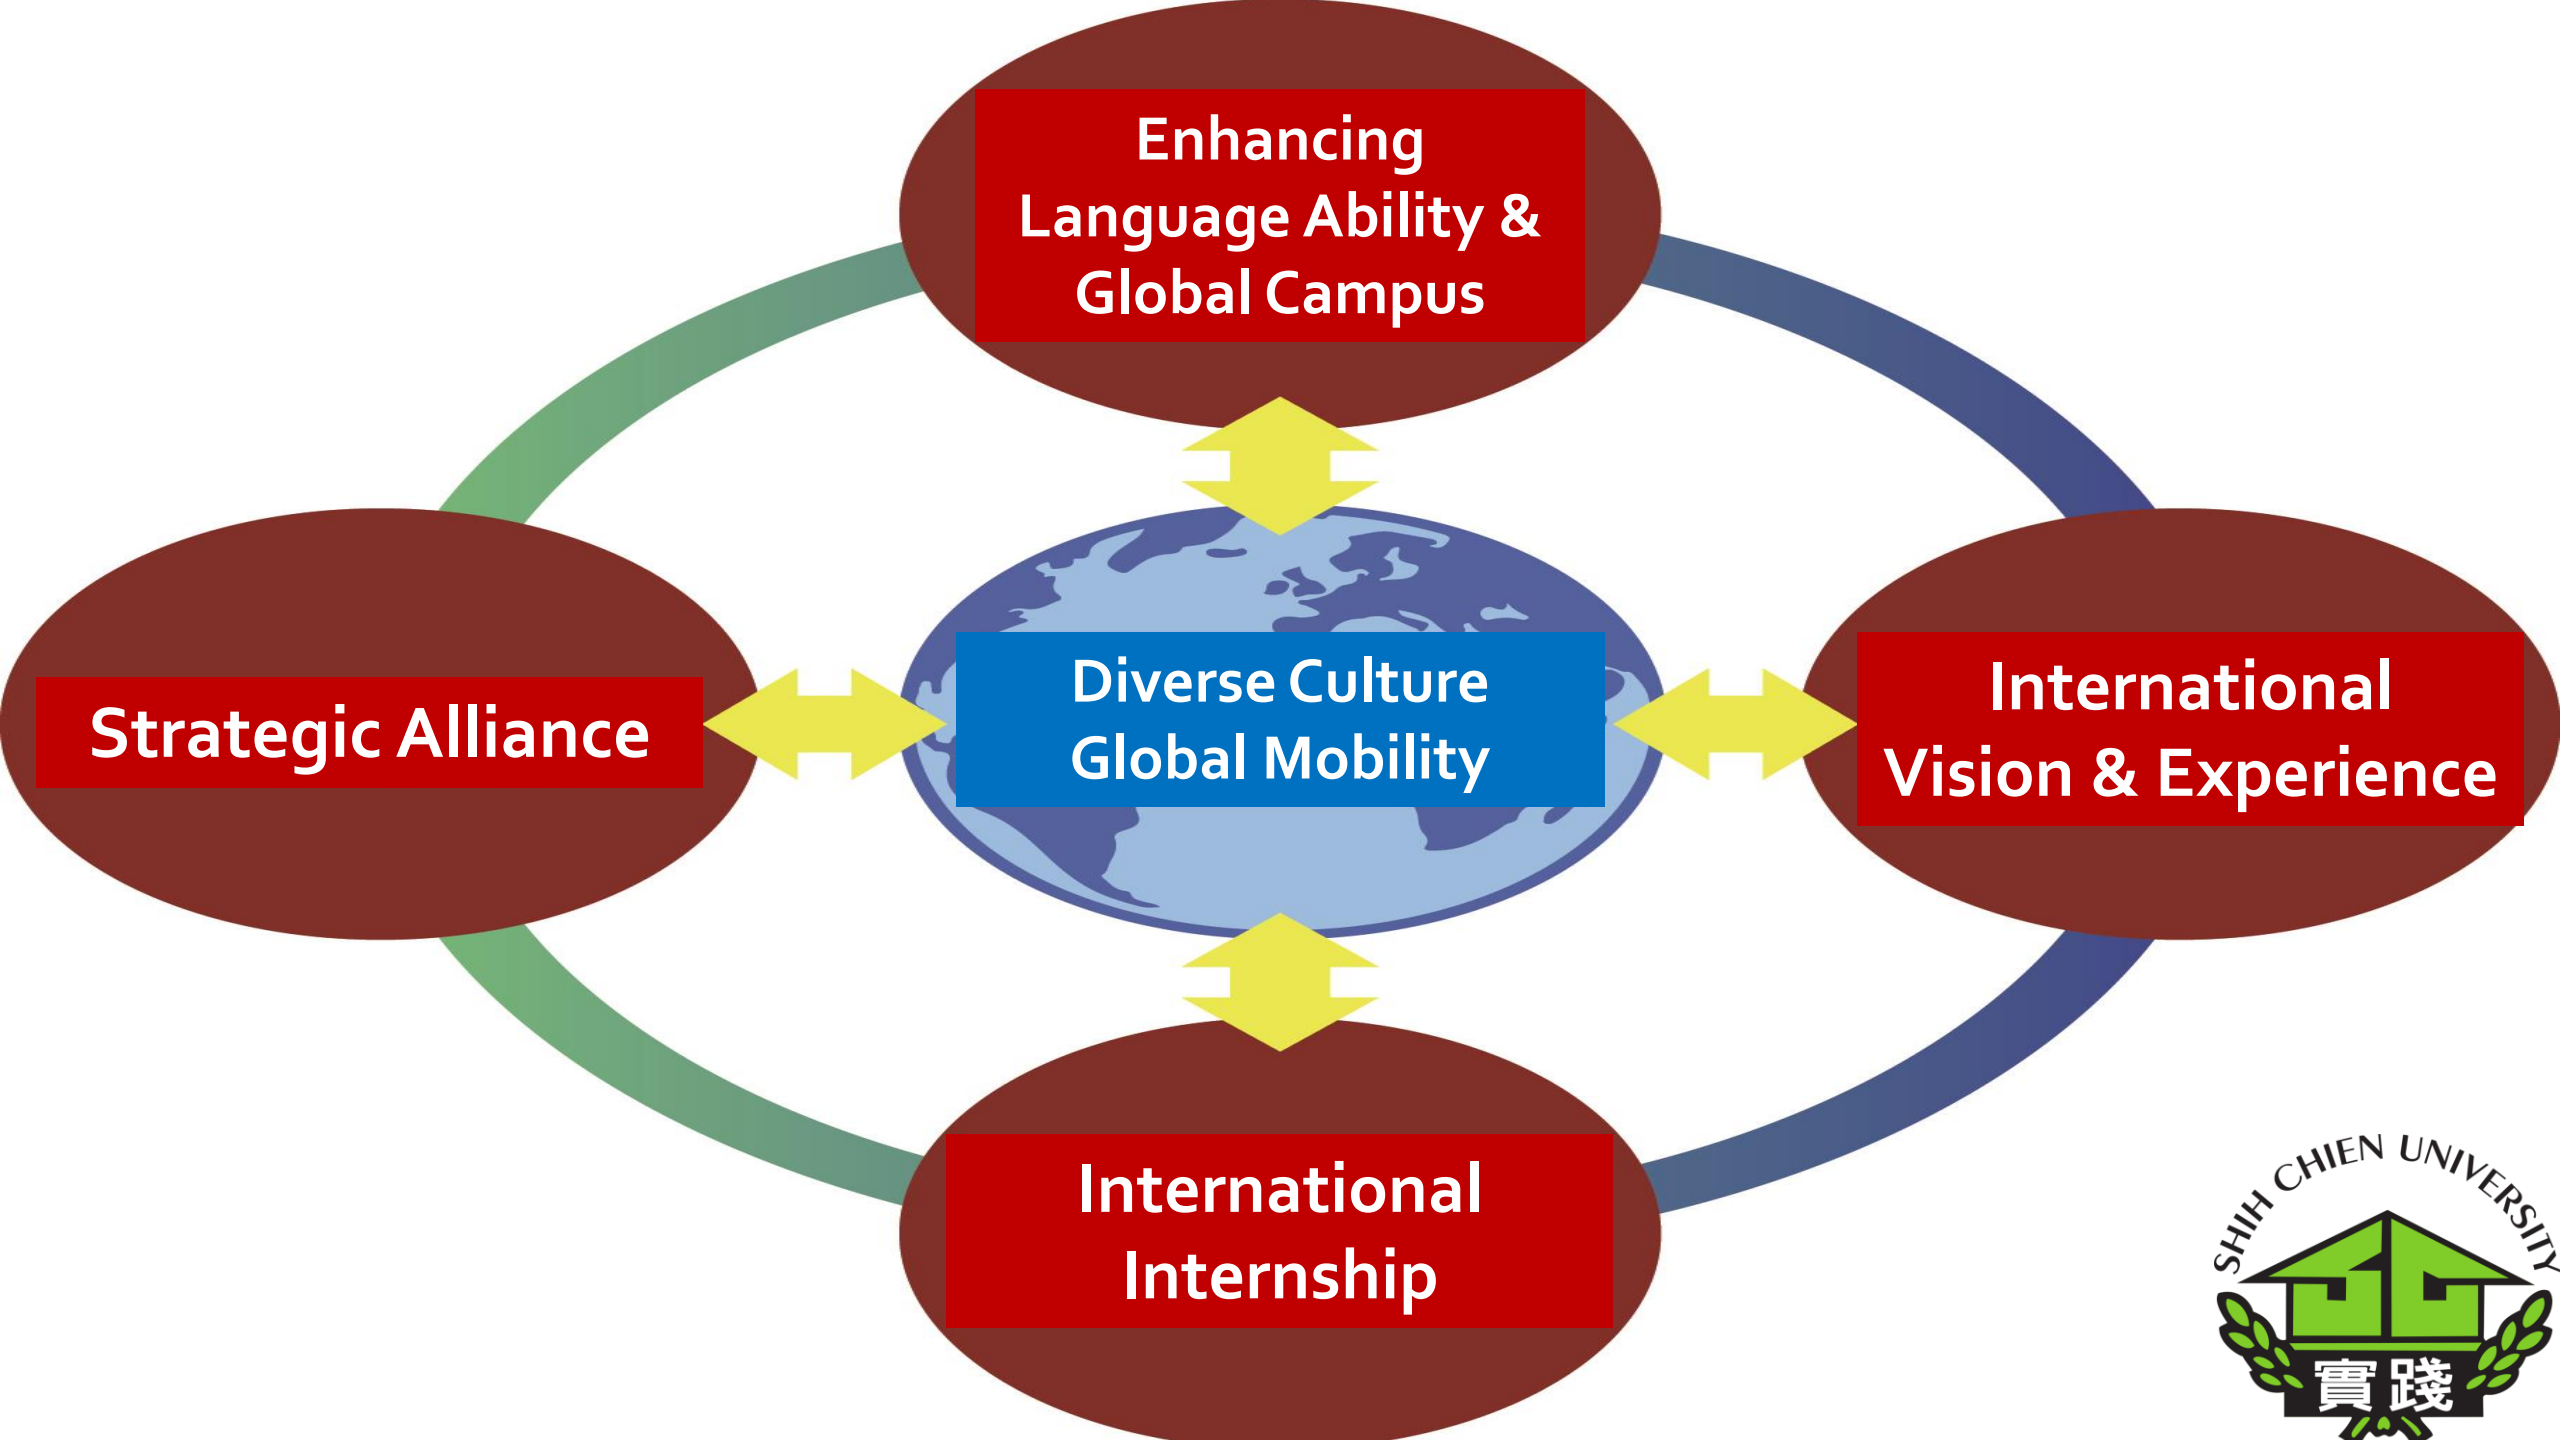 Enhancing
Language Ability &
Global Campus
Strategic Alliance
Diverse Culture
Global Mobility
International
Vision & Experience
International
Internship
SHIH CHIEN UNIVERSITY
實踐